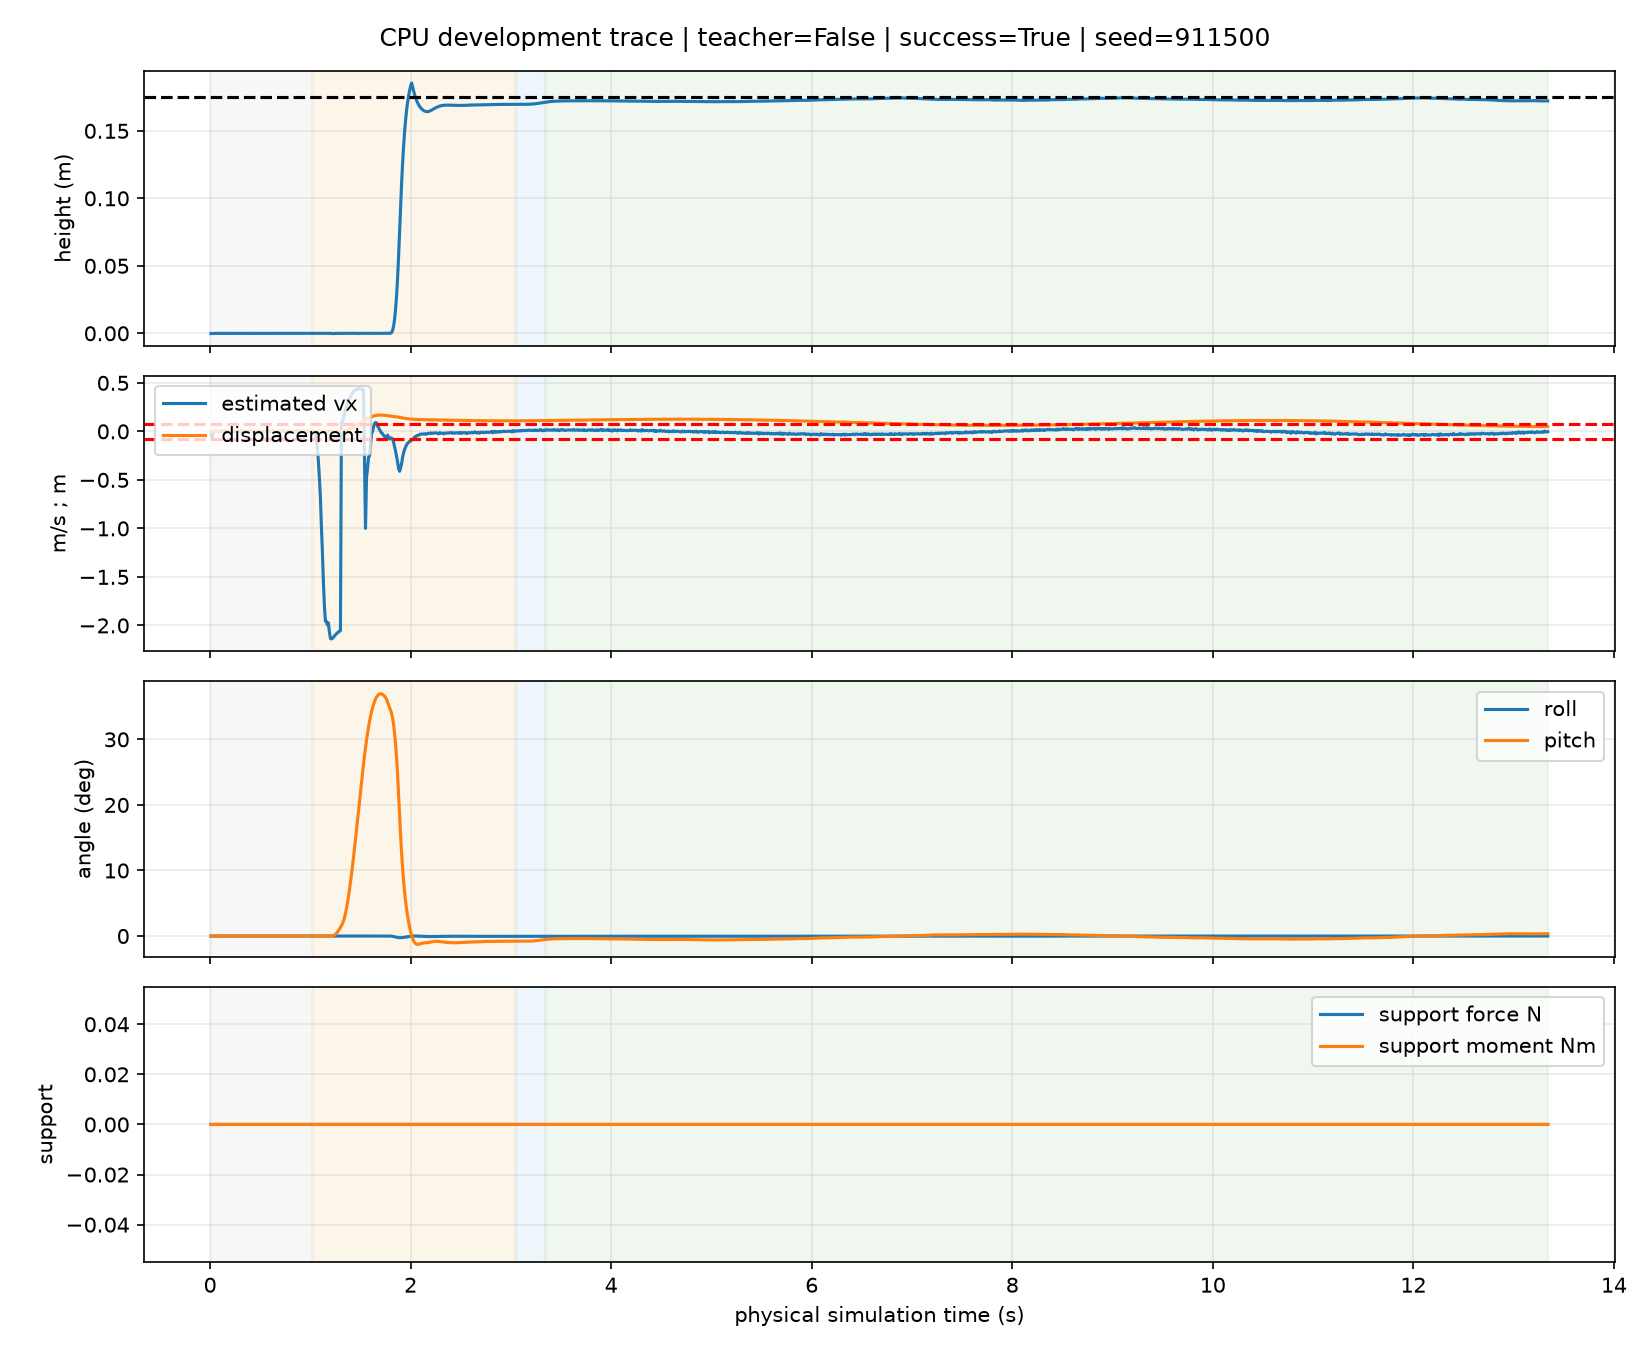 CPU development trace | teacher=False | success=True | seed=911500
height (m)
0.15
0.10
0.05
0.00
m/s ; m
0.5
0.0
−0.5
−1.0
−1.5
−2.0
estimated vx
displacement
angle (deg)
30
20
10
0
roll
pitch
support
0.04
0.02
0.00
−0.02
−0.04
support force N
support moment Nm
0 2 4 6 8 10 12 14
physical simulation time (s)